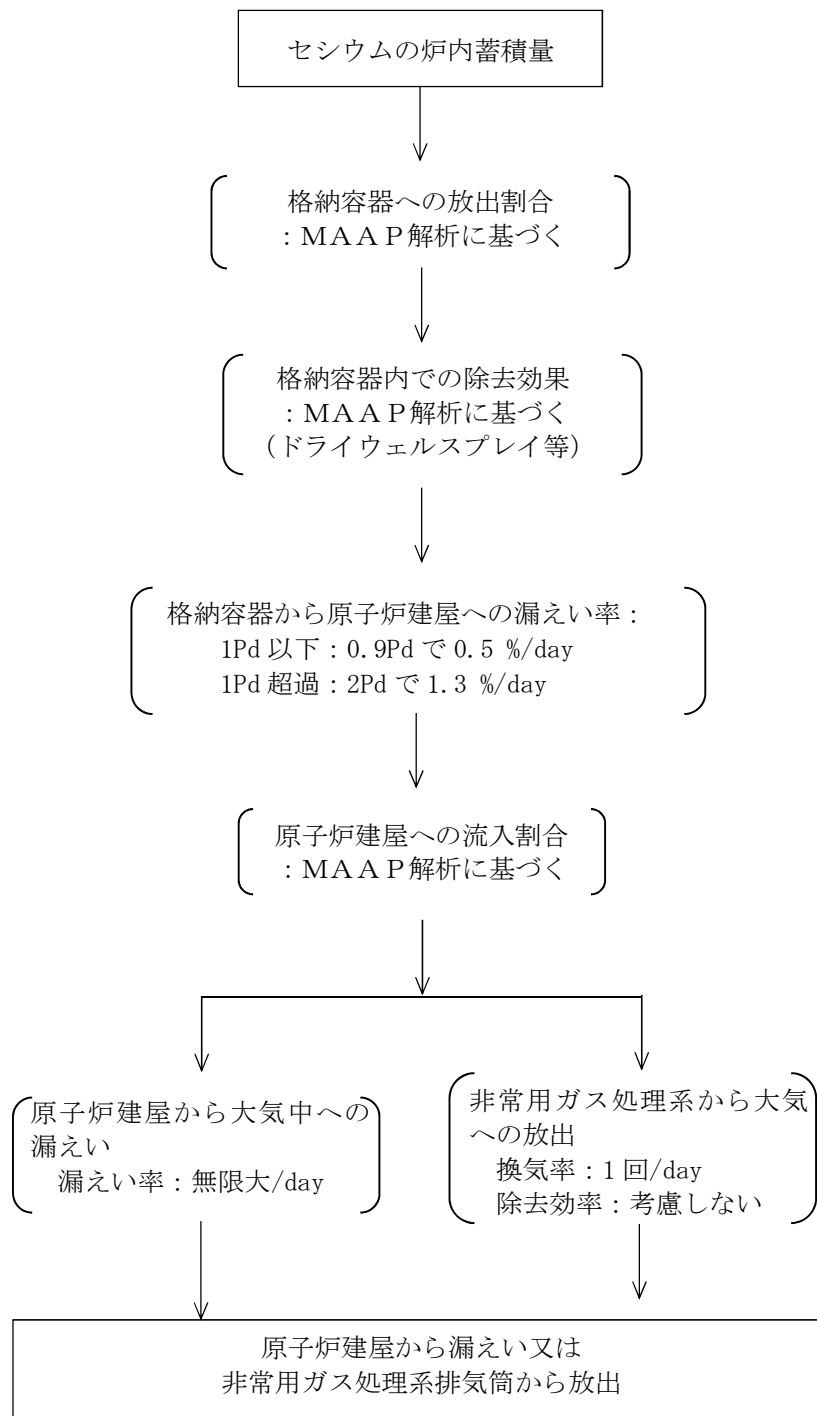 セシウムの炉内蓄積量
格納容器への放出割合
：ＭＡＡＰ解析に基づく
格納容器内での除去効果
：ＭＡＡＰ解析に基づく
（ドライウェルスプレイ等）
格納容器から原子炉建屋への漏えい率：
1Pd 以下：0.9Pd で 0.5 %/day
1Pd 超過：2Pd で 1.3 %/day
原子炉建屋への流入割合
：ＭＡＡＰ解析に基づく
原子炉建屋から大気中への
漏えい
漏えい率：無限大/day
非常用ガス処理系から大気
への放出
換気率：1 回/day
除去効率：考慮しない
原子炉建屋から漏えい又は
非常用ガス処理系排気筒から放出